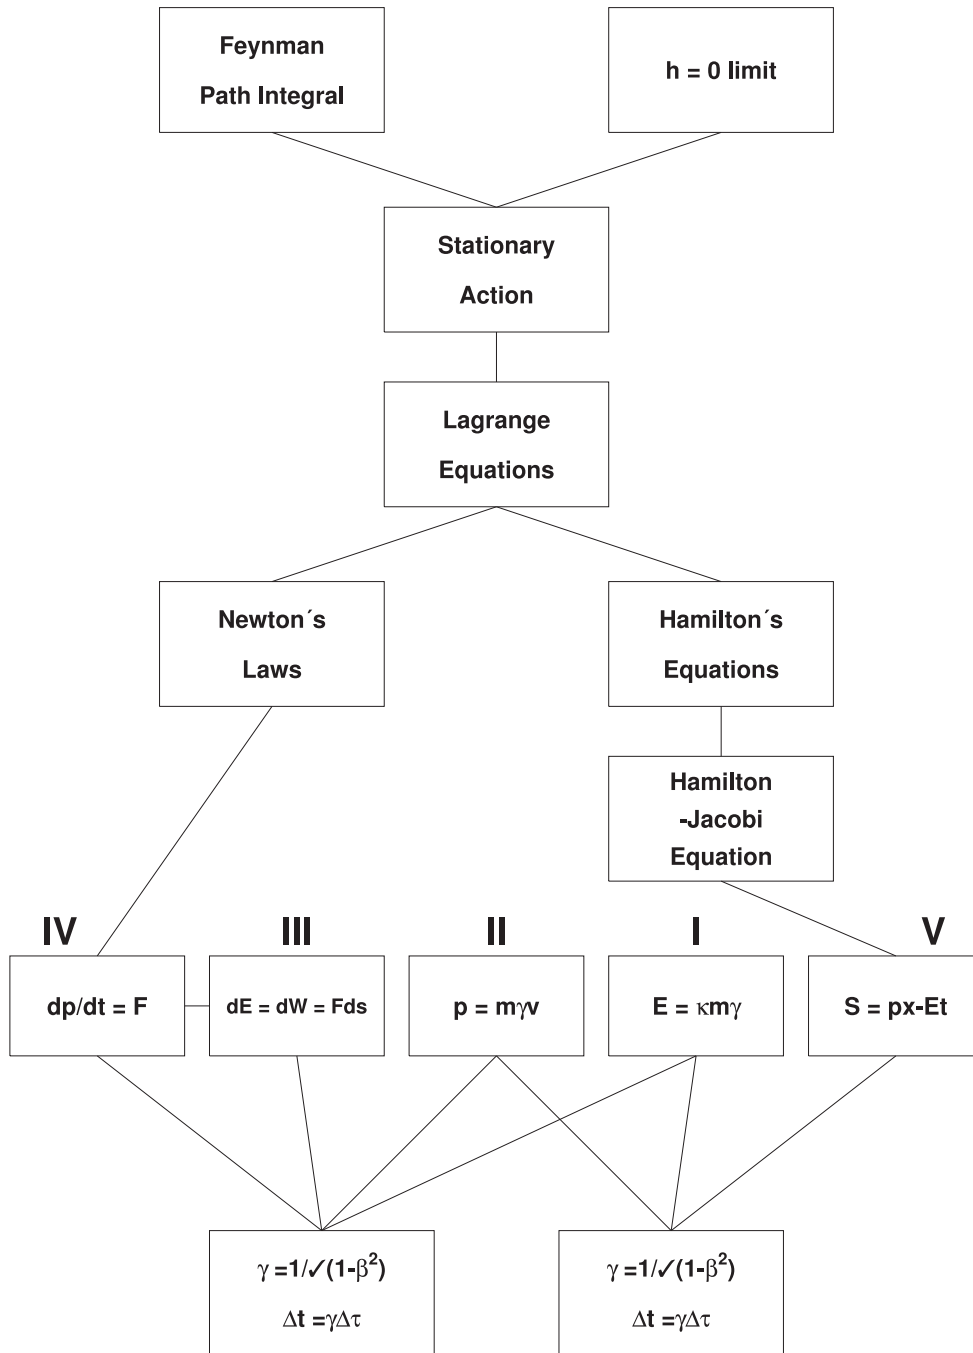 Feynman
Path Integral
h = 0 limit
Stationary
Action
Lagrange
Equations
Newton´s
Laws
Hamilton´s
Equations
Hamilton
-Jacobi
Equation
IV
III
II
I
V
dp/dt = F
dE = dW = Fds
p = mγv
E = κmγ
S = px-Et
γ =1/✓(1-β²)
Δt =γΔτ
γ =1/✓(1-β²)
Δt =γΔτ